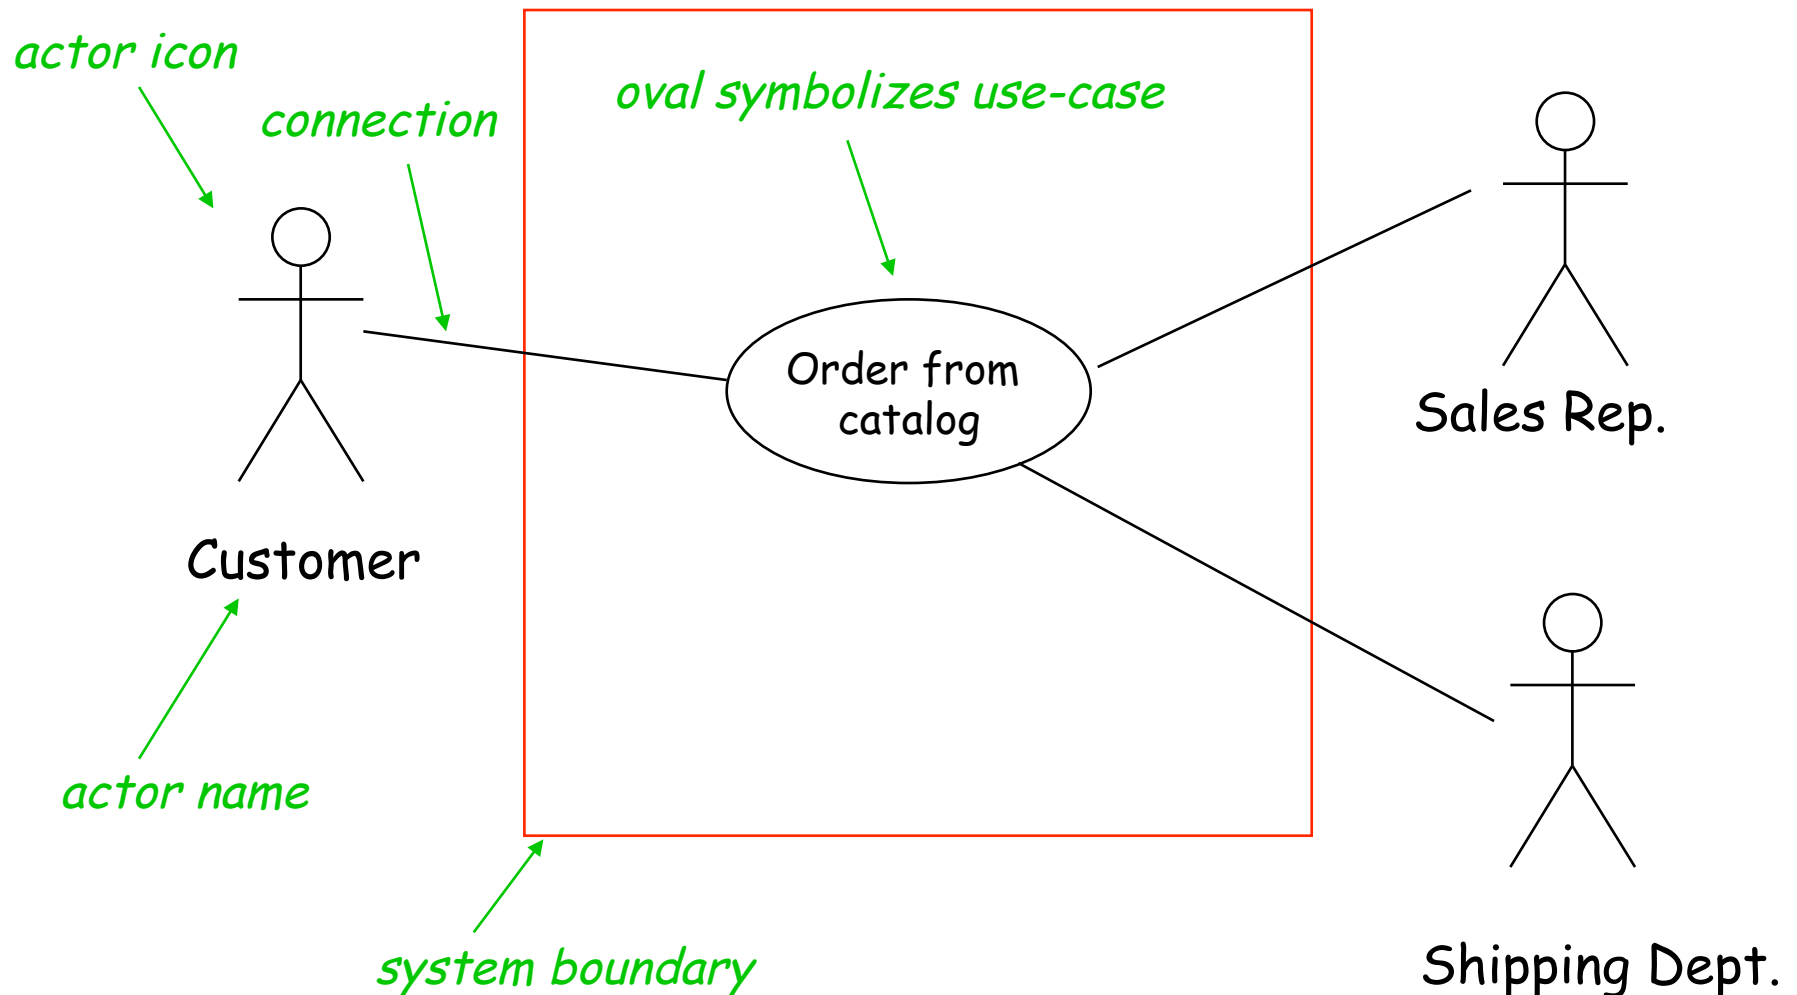 actor icon
connection
oval symbolizes use-case
Order from
catalog
Sales Rep.
Customer
actor name
system boundary
Shipping Dept.